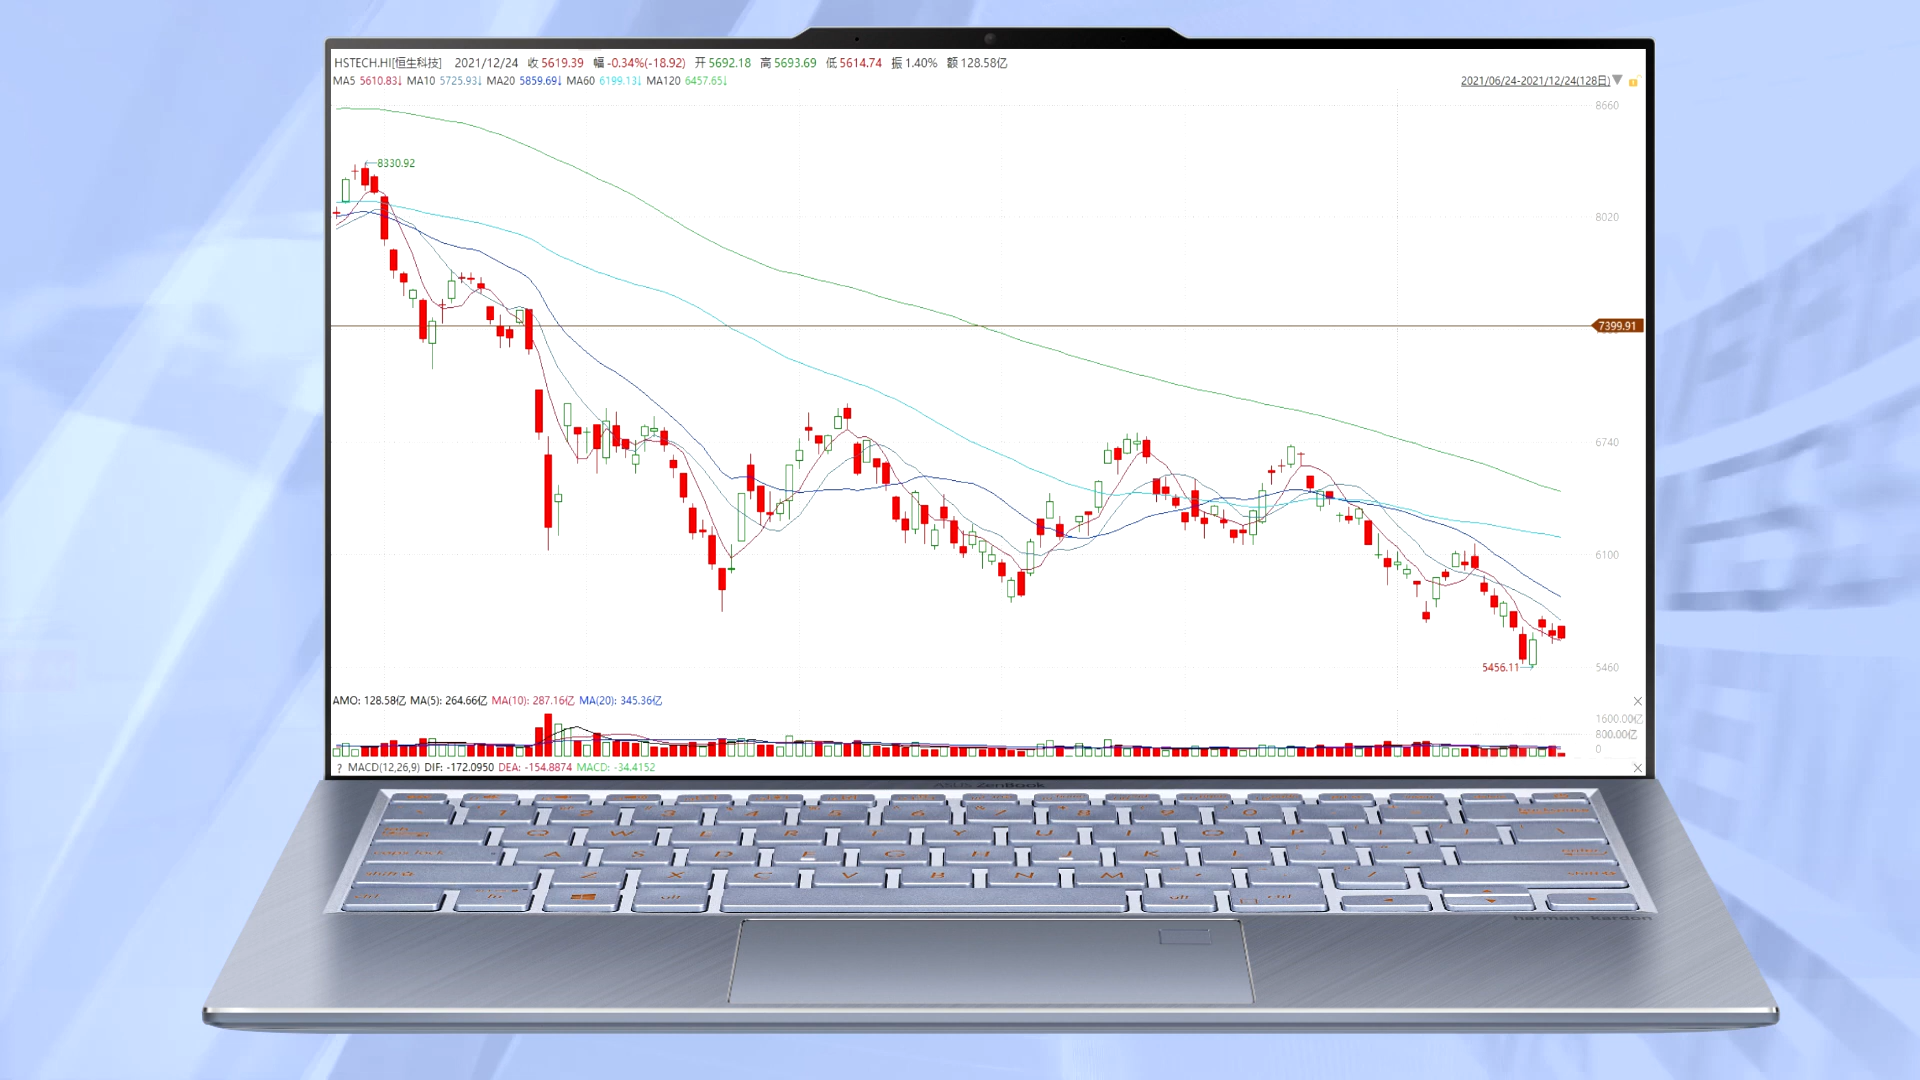 HSTECH.HI[恒生科技] 2021/12/24 收 5619.39 幅 -0.34%(-18.92) 开 5692.18 高 5693.69 低 5614.74 振 1.40% 额 128.58亿
MA5 5610.83↓ MA10 5725.93↓ MA20 5859.69↓ MA60 6199.13↓ MA120 6457.65↓
2021/06/24-2021/12/24(128日)
8660
8330.92
8020
7399.91
6740
6100
5456.11
5460
AMO: 128.58亿 MA(5): 264.66亿 MA(10): 287.16亿 MA(20): 345.36亿
1600.00亿
800.00亿
0
? MACD(12,26,9) DIF: -172.0950 DEA: -154.8874 MACD: -34.4152
ASUS ZenBook
harman kardon